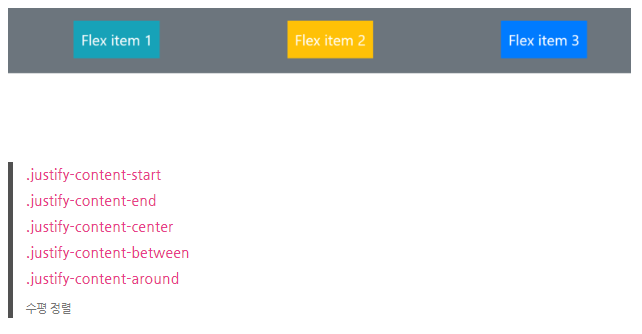 Flex item 1 Flex item 2 Flex item 3
.justify-content-start
.justify-content-end
.justify-content-center
.justify-content-between
.justify-content-around
수평 정렬